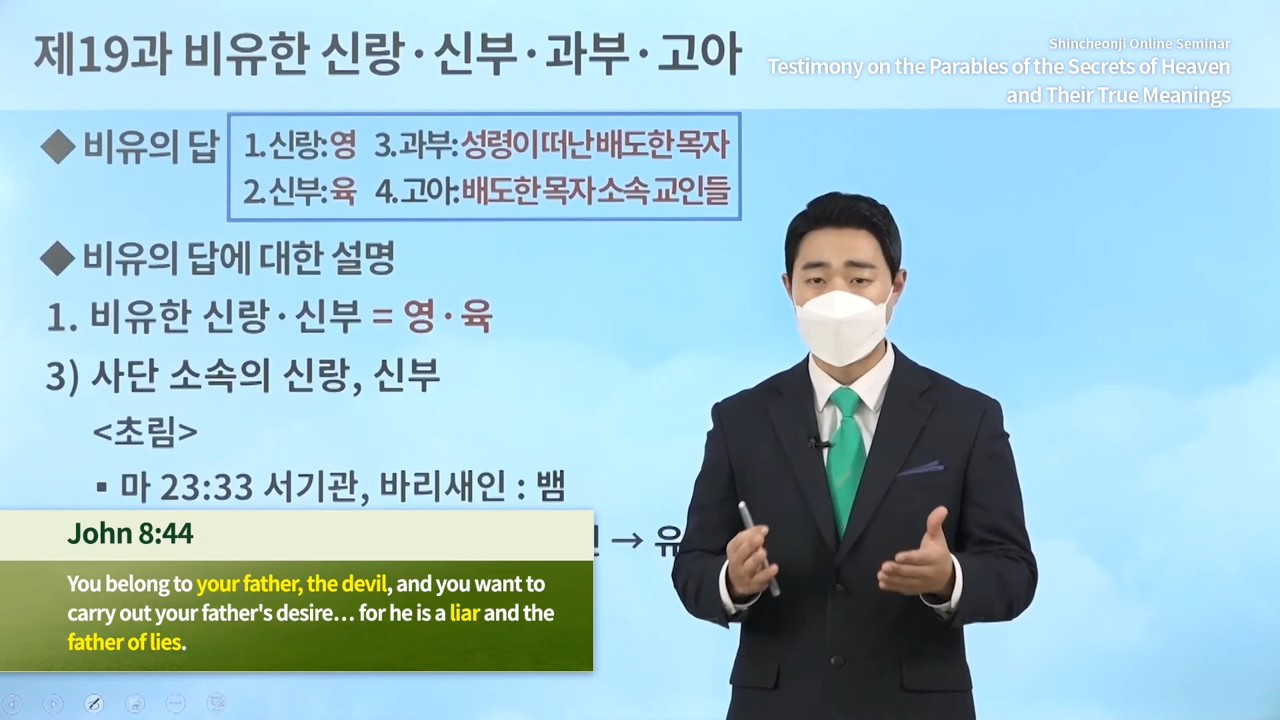 제19과 비유한 신랑·신부·과부·고아
Shincheonji Online Seminar
Testimony on the Parables of the Secrets of Heaven
and Their True Meanings
◆ 비유의 답
1. 신랑: 영 3. 과부: 성령이 떠난 배도한 목자
2. 신부: 육 4. 고아: 배도한 목자 소속 교인들
◆ 비유의 답에 대한 설명
1. 비유한 신랑·신부 = 영·육
3) 사단 소속의 신랑, 신부
<초림>
▪ 마 23:33 서기관, 바리새인 : 뱀
→ 유
John 8:44
You belong to your father, the devil, and you want to
carry out your father's desire… for he is a liar and the
father of lies.